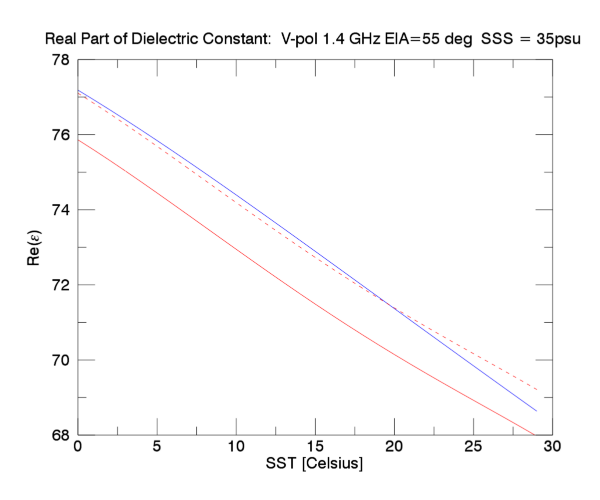 Real Part of Dielectric Constant: V-pol 1.4 GHz EIA=55 deg SSS = 35psu
78
76
74
72
70
68
Re(ε)
0 5 10 15 20 25 30
SST [Celsius]